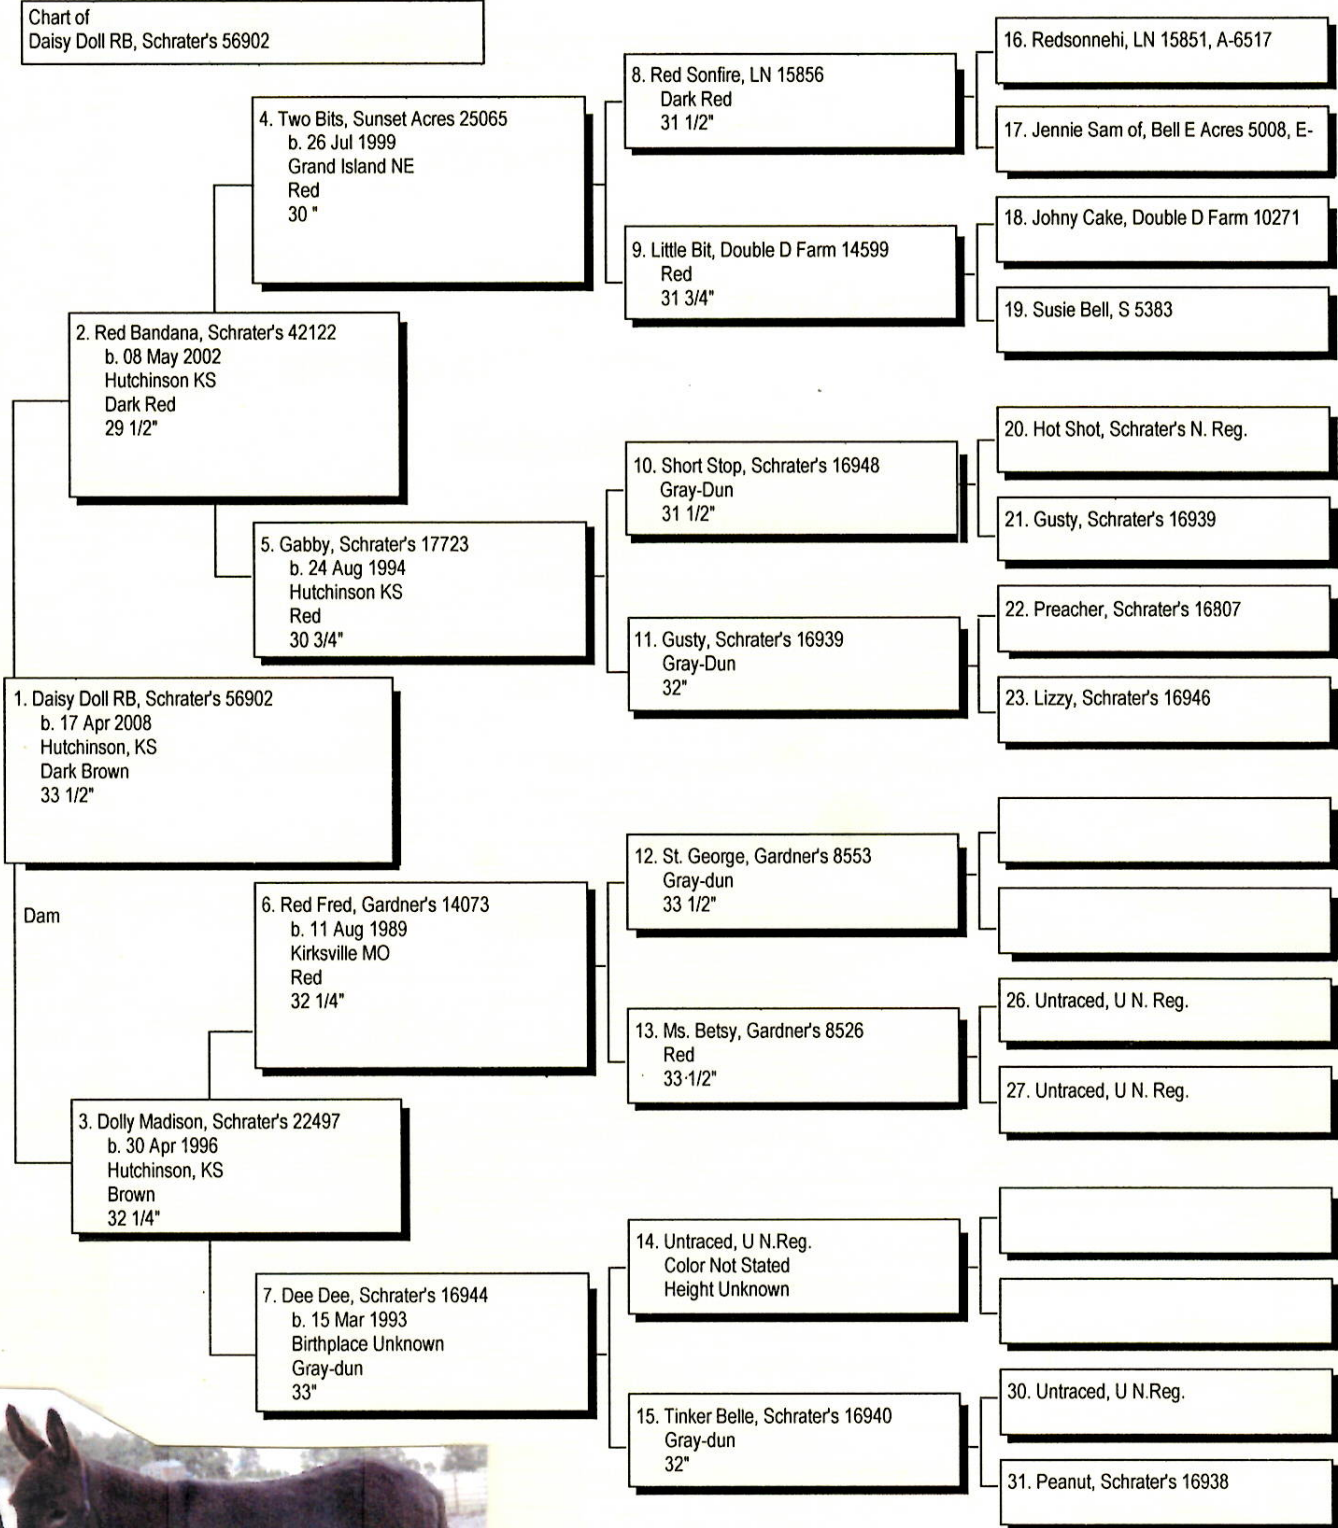 Chart of
Daisy Doll RB, Schrater's 56902
1. Daisy Doll RB, Schrater's 56902
b. 17 Apr 2008
Hutchinson, KS
Dark Brown
33 1/2"
Dam
2. Red Bandana, Schrater's 42122
b. 08 May 2002
Hutchinson KS
Dark Red
29 1/2"
3. Dolly Madison, Schrater's 22497
b. 30 Apr 1996
Hutchinson, KS
Brown
32 1/4"
4. Two Bits, Sunset Acres 25065
b. 26 Jul 1999
Grand Island NE
Red
30 "
5. Gabby, Schrater's 17723
b. 24 Aug 1994
Hutchinson KS
Red
30 3/4"
6. Red Fred, Gardner's 14073
b. 11 Aug 1989
Kirksville MO
Red
32 1/4"
7. Dee Dee, Schrater's 16944
b. 15 Mar 1993
Birthplace Unknown
Gray-dun
33"
8. Red Sonfire, LN 15856
Dark Red
31 1/2"
9. Little Bit, Double D Farm 14599
Red
31 3/4"
10. Short Stop, Schrater's 16948
Gray-Dun
31 1/2"
11. Gusty, Schrater's 16939
Gray-Dun
32"
12. St. George, Gardner's 8553
Gray-dun
33 1/2"
13. Ms. Betsy, Gardner's 8526
Red
33 1/2"
14. Untraced, U N.Reg.
Color Not Stated
Height Unknown
15. Tinker Belle, Schrater's 16940
Gray-dun
32"
16. Redsonnehi, LN 15851, A-6517
17. Jennie Sam of, Bell E Acres 5008, E-
18. Johny Cake, Double D Farm 10271
19. Susie Bell, S 5383
20. Hot Shot, Schrater's N. Reg.
21. Gusty, Schrater's 16939
22. Preacher, Schrater's 16807
23. Lizzy, Schrater's 16946
26. Untraced, U N. Reg.
27. Untraced, U N. Reg.
30. Untraced, U N.Reg.
31. Peanut, Schrater's 16938